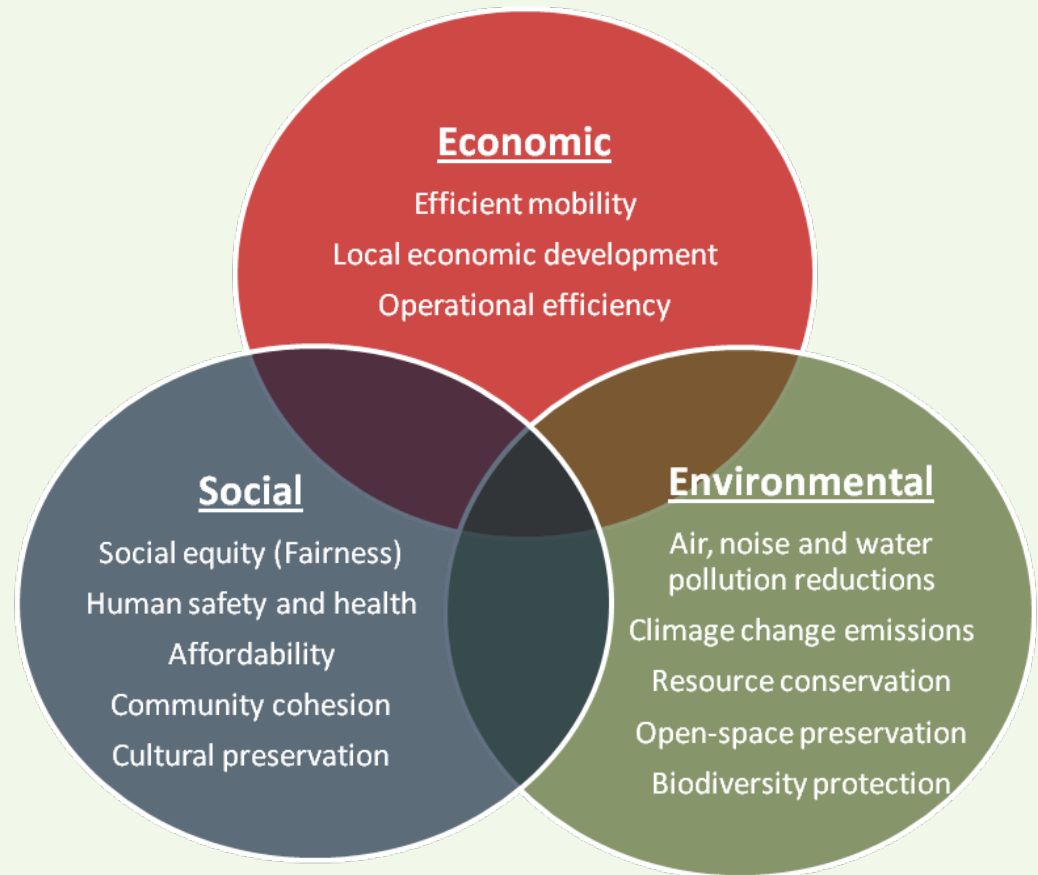 Economic
Efficient mobility
Local economic development
Operational efficiency
Social
Social equity (Fairness)
Human safety and health
Affordability
Community cohesion
Cultural preservation
Environmental
Air, noise and water
pollution reductions
Climage change emissions
Resource conservation
Open-space preservation
Biodiversity protection